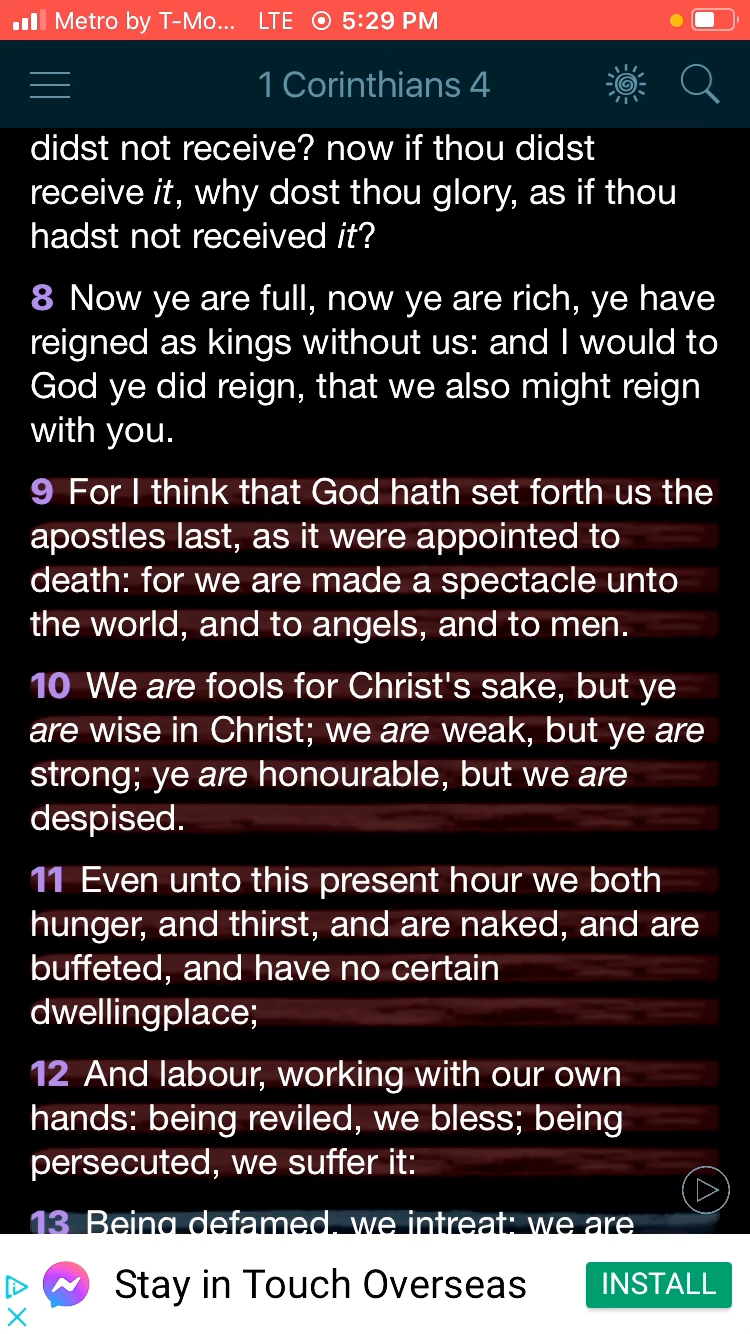 Metro by T-Mo... LTE 5:29 PM
1 Corinthians 4
didst not receive? now if thou didst
receive it, why dost thou glory, as if thou
hadst not received it?
8 Now ye are full, now ye are rich, ye have
reigned as kings without us: and I would to
God ye did reign, that we also might reign
with you.
9 For I think that God hath set forth us the
apostles last, as it were appointed to
death: for we are made a spectacle unto
the world, and to angels, and to men.
10 We are fools for Christ's sake, but ye
are wise in Christ; we are weak, but ye are
strong; ye are honourable, but we are
despised.
11 Even unto this present hour we both
hunger, and thirst, and are naked, and are
buffeted, and have no certain
dwellingplace;
12 And labour, working with our own
hands: being reviled, we bless; being
persecuted, we suffer it:
13 Being defamed, we intreat: we are
Stay in Touch Overseas
INSTALL